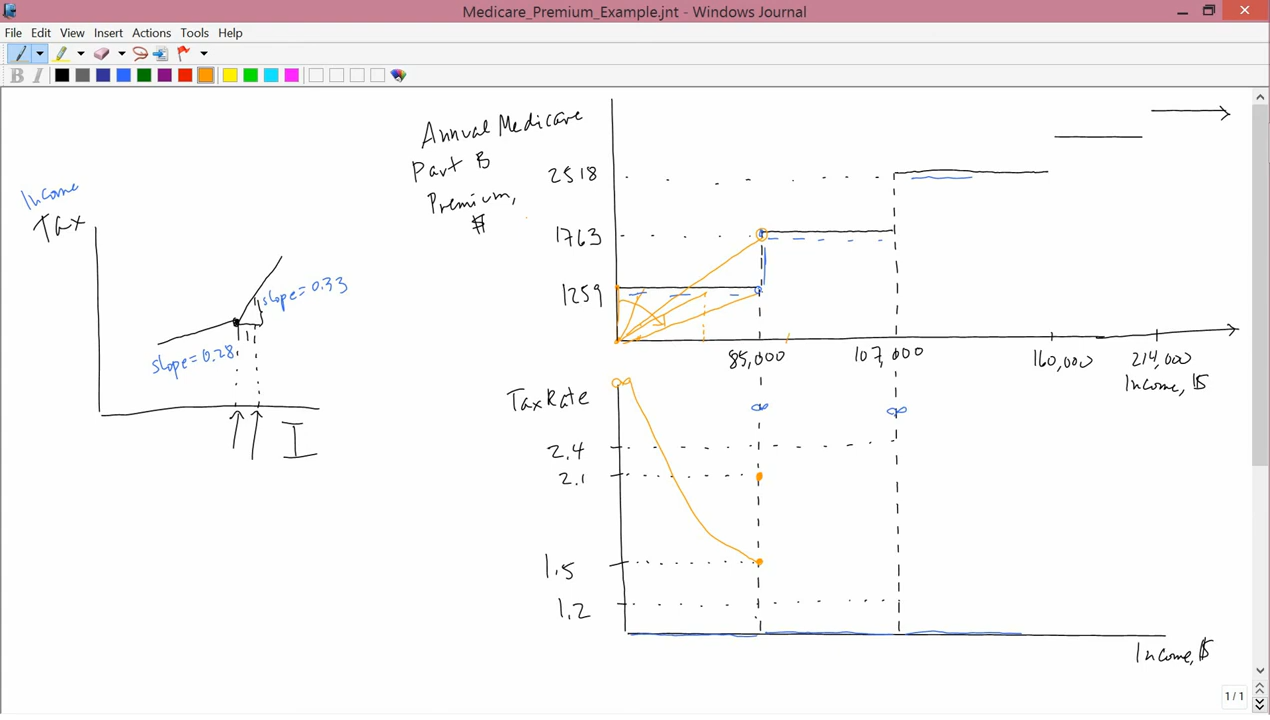 Medicare_Premium_Example.jnt - Windows Journal
File Edit View Insert Actions Tools Help
B I
Income
Tax
slope=0.33
slope=0.28
I
Annual Medicare
Part B
Premium,
$
2518
1763
1259
85,000
107,000
160,000
214,000
Income, $
Tax Rate
∞
∞
∞
2.4
2.1
1.5
1.2
Income, $
1 / 1